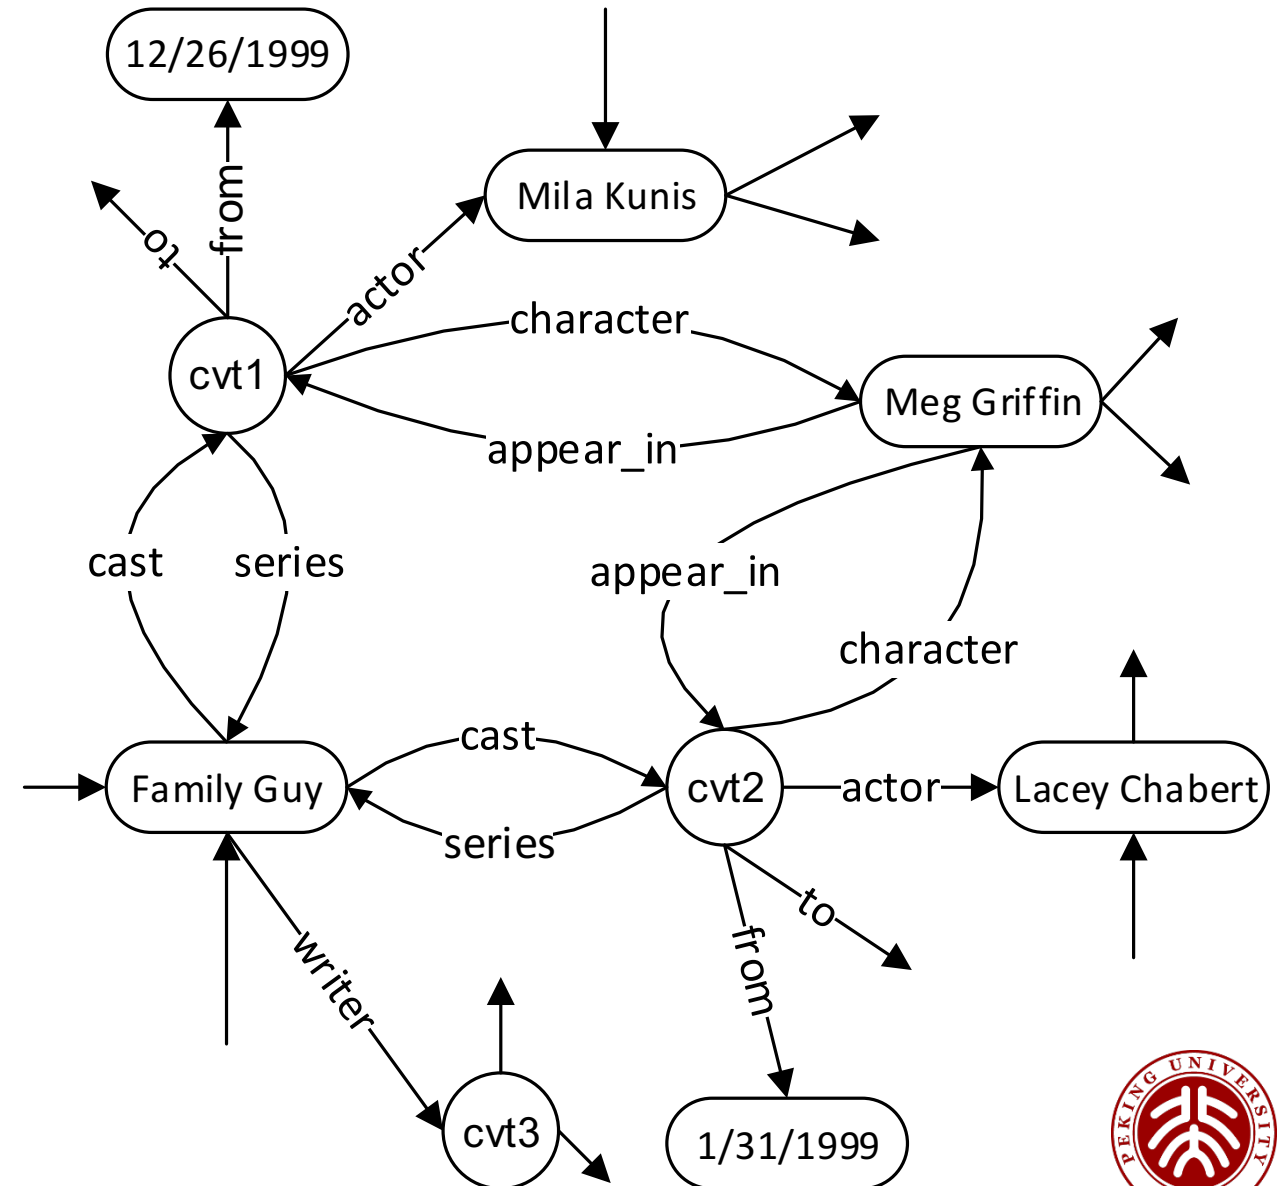 12/26/1999
from
to
Mila Kunis
actor
character
cvt1
Meg Griffin
appear_in
cast
series
appear_in
character
cast
Family Guy
cvt2
actor
Lacey Chabert
series
to
from
writer
cvt3
1/31/1999
PEKING UNIVERSITY